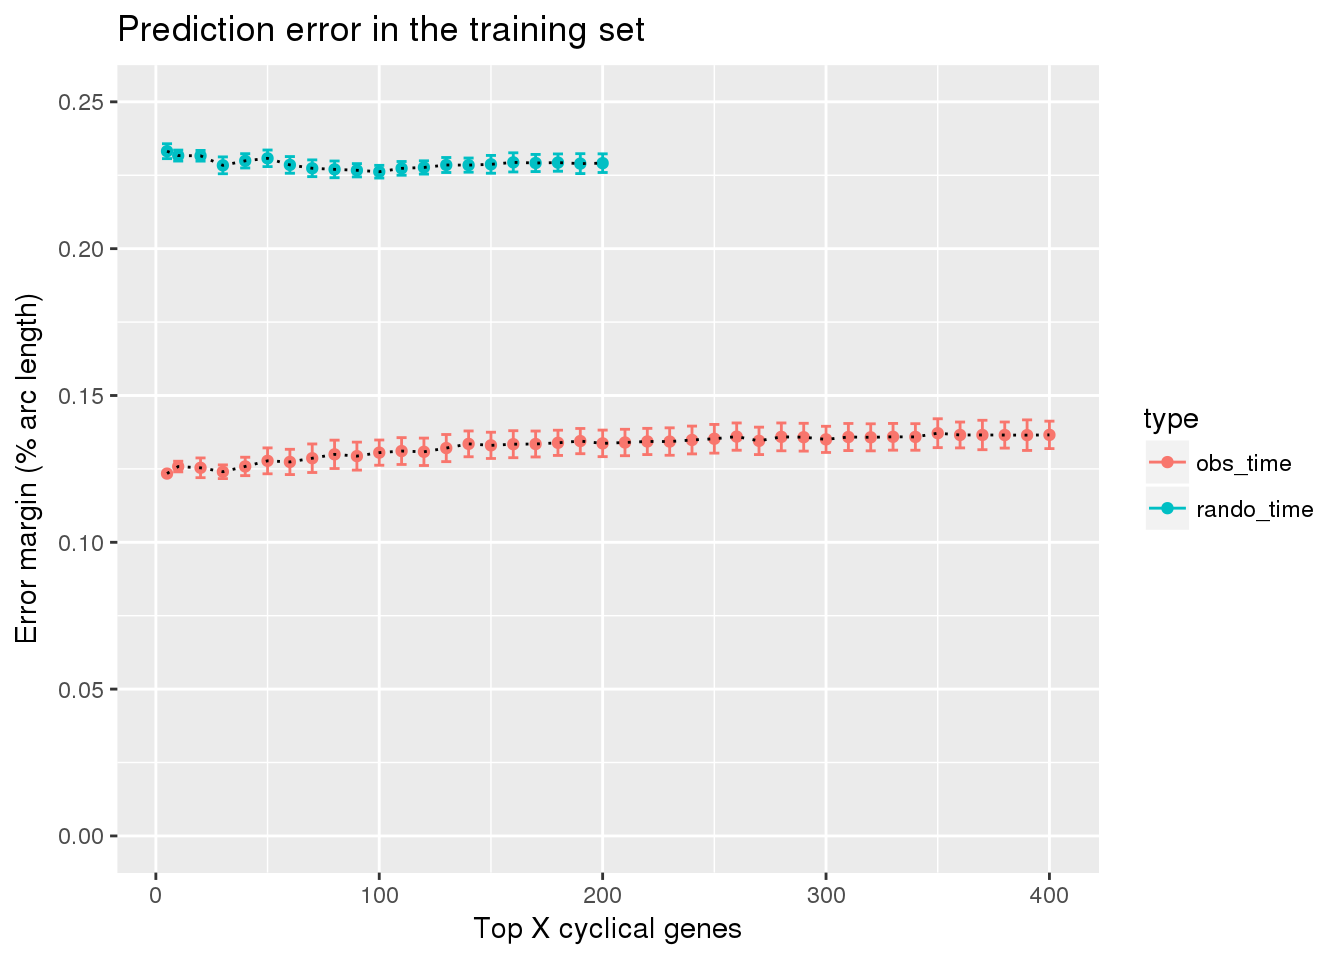 Prediction error in the training set
Error margin (% arc length)
0.25
0.20
0.15
0.10
0.05
0.00
0
100
200
300
400
Top X cyclical genes
type
obs_time
rando_time